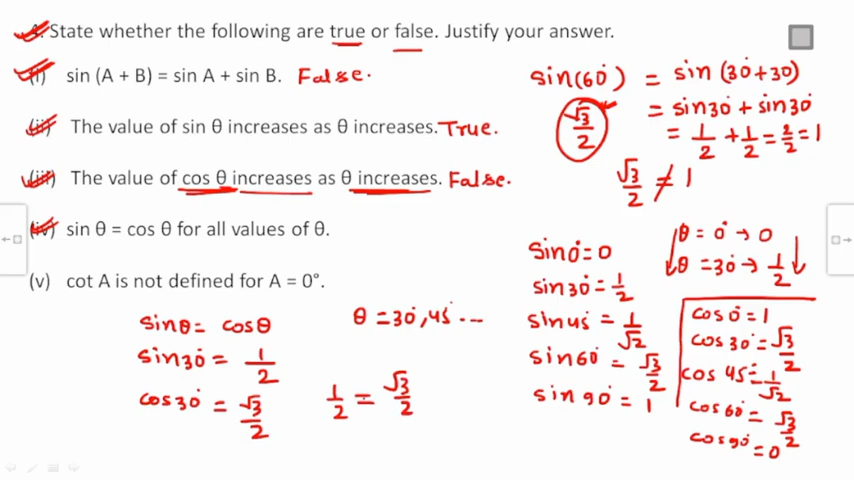 4. State whether the following are true or false. Justify your answer.
(i) sin (A + B) = sin A + sin B. False.
(ii) The value of sin θ increases as θ increases. True.
(iii) The value of cos θ increases as θ increases. False.
(iv) sin θ = cos θ for all values of θ.
(v) cot A is not defined for A = 0°.
sinθ = cosθ
sin30° = 1/2
cos30° = √3/2
θ = 30°, 45° ---
1/2 = √3/2
sin(60°) = sin (30°+30°)
√3/2 = sin30° + sin30°
= 1/2 + 1/2 = 2/2 = 1
√3/2 ≠ 1
sin0° = 0
sin30° = 1/2
sin45° = 1/√2
sin60° = √3/2
sin90° = 1
θ = 0° → 0
θ = 30° → 1/2
cos0° = 1
cos30° = √3/2
cos45° = 1/√2
cos60° = √3/2
cos90° = 0